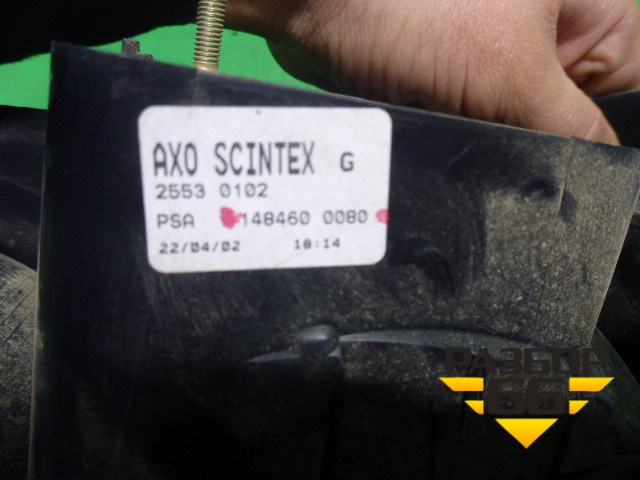 AXO SCINTEX G
2553 0102
PSA 148460 0080
22/04/02 18:14
РАЗБОР
66